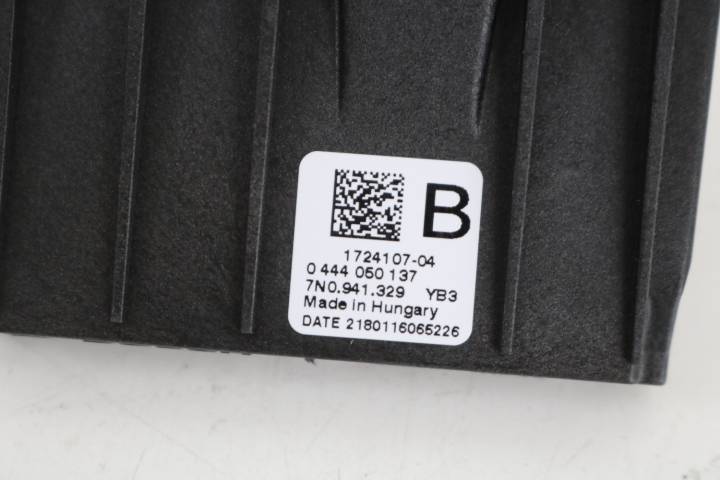 B
1724107-04
0 444 050 137
7N0.941.329 YB3
Made in Hungary
DATE 2180116065226